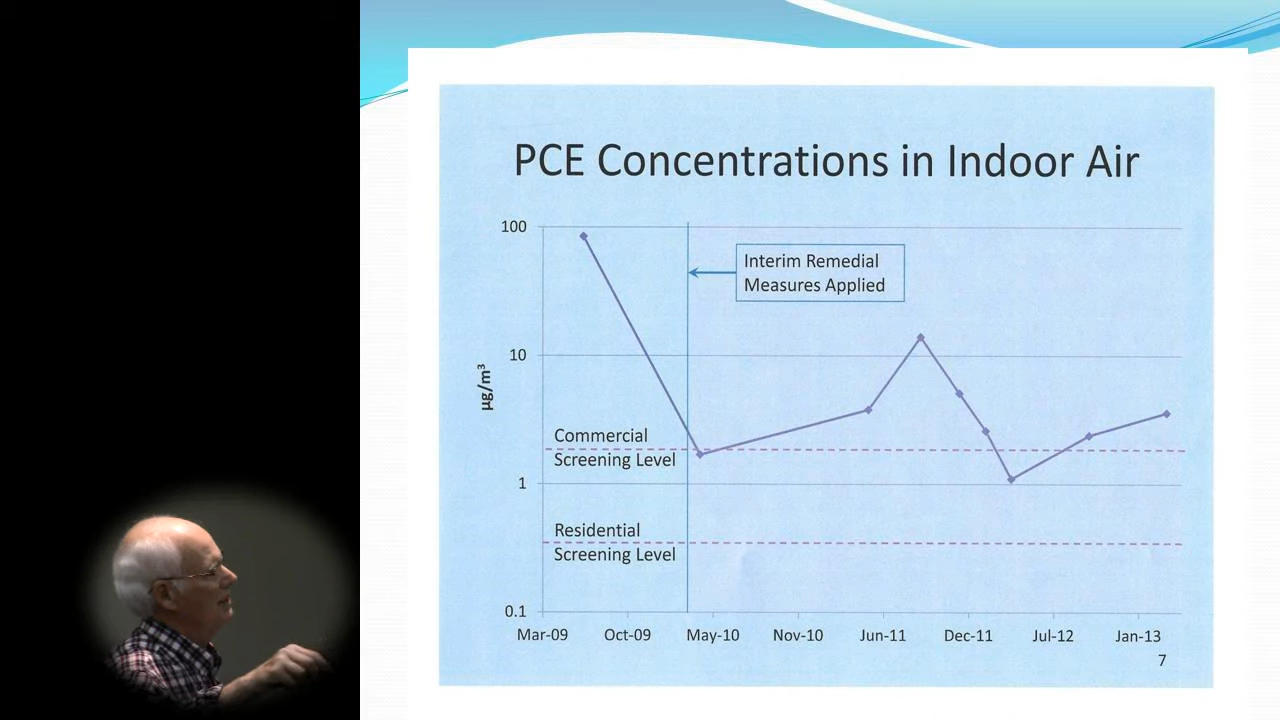 PCE Concentrations in Indoor Air
100
Interim Remedial
Measures Applied
10
µg/m³
Commercial
Screening Level
1
Residential
Screening Level
0.1
Mar-09 Oct-09 May-10 Nov-10 Jun-11 Dec-11 Jul-12 Jan-13
7